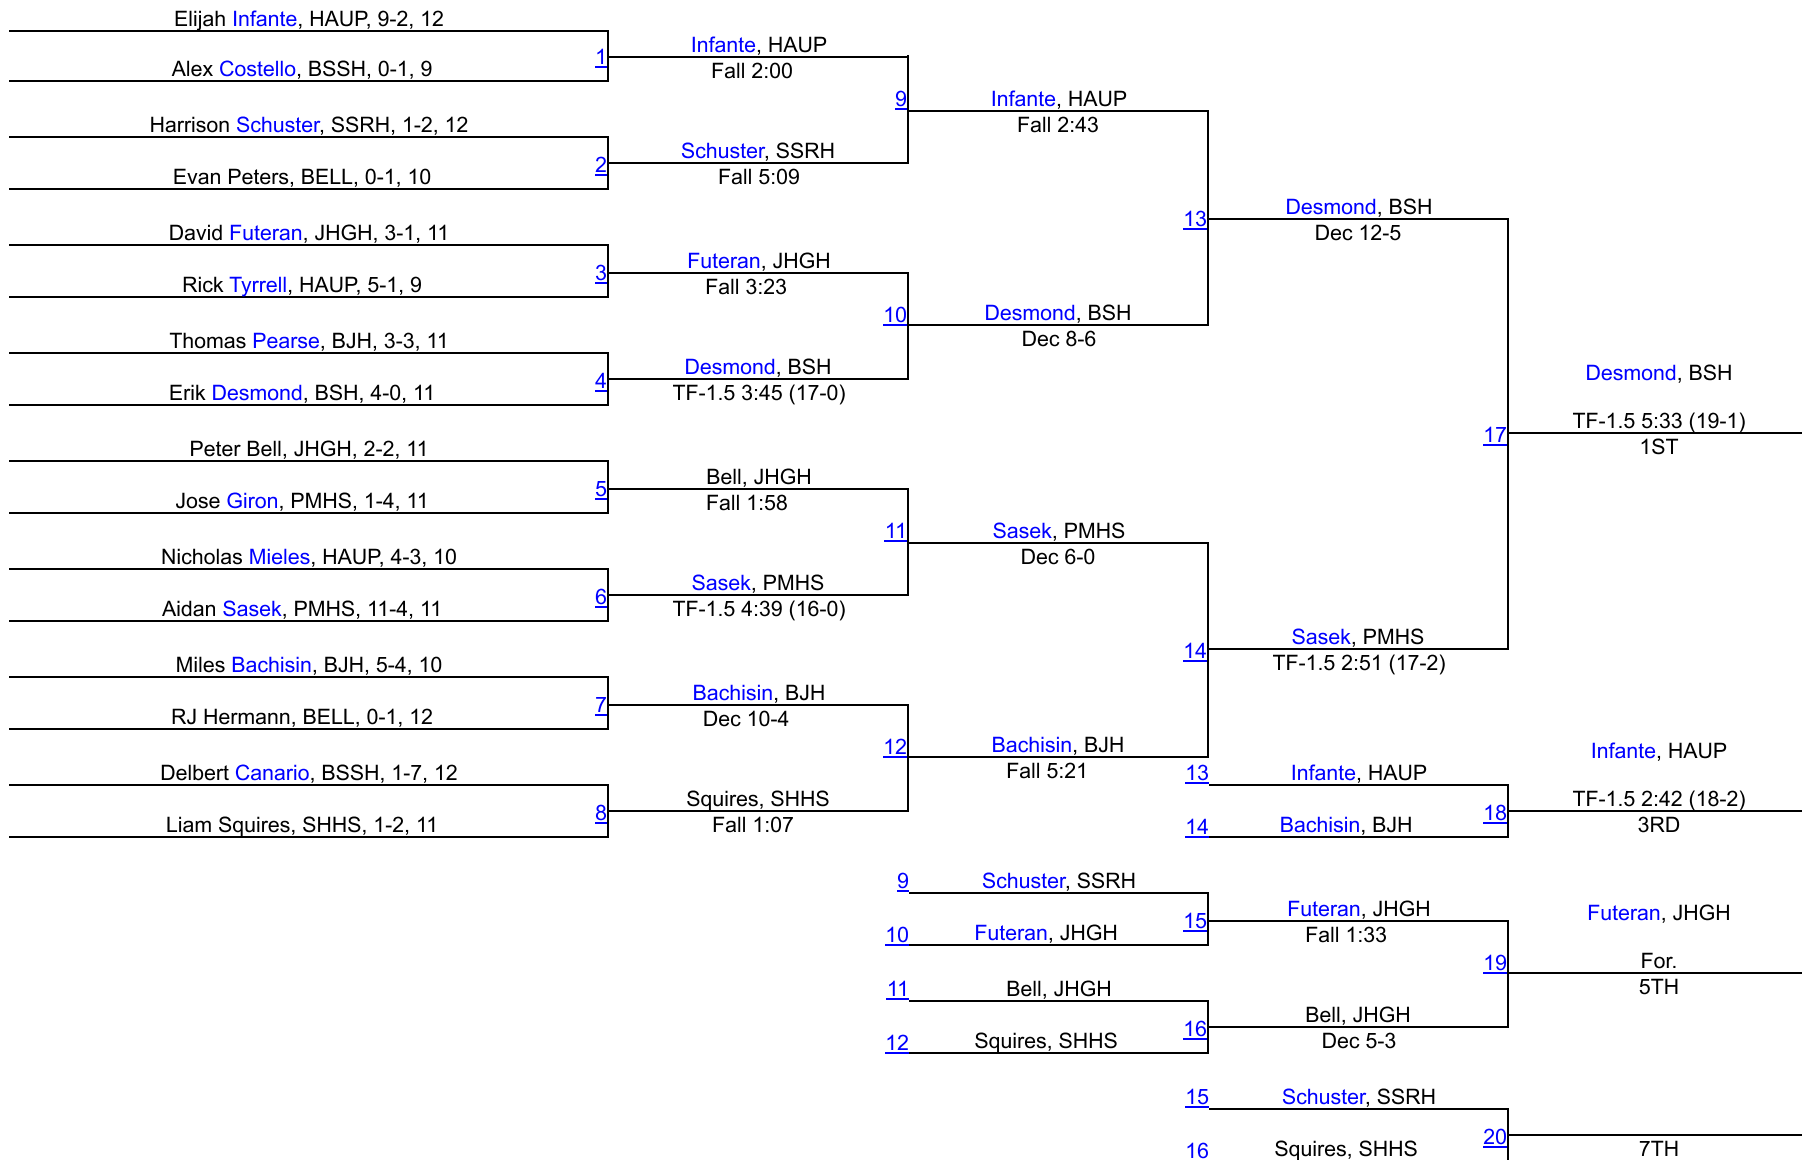 Elijah Infante, HAUP, 9-2, 12
1
Alex Costello, BSSH, 0-1, 9
Infante, HAUP
Fall 2:00
9
Harrison Schuster, SSRH, 1-2, 12
2
Evan Peters, BELL, 0-1, 10
Schuster, SSRH
Fall 5:09
Infante, HAUP
Fall 2:43
13
David Futeran, JHGH, 3-1, 11
3
Rick Tyrrell, HAUP, 5-1, 9
Futeran, JHGH
Fall 3:23
10
Thomas Pearse, BJH, 3-3, 11
4
Erik Desmond, BSH, 4-0, 11
Desmond, BSH
TF-1.5 3:45 (17-0)
Desmond, BSH
Dec 8-6
Desmond, BSH
Dec 12-5
17
Peter Bell, JHGH, 2-2, 11
5
Jose Giron, PMHS, 1-4, 11
Bell, JHGH
Fall 1:58
11
Nicholas Mieles, HAUP, 4-3, 10
6
Aidan Sasek, PMHS, 11-4, 11
Sasek, PMHS
TF-1.5 4:39 (16-0)
Sasek, PMHS
Dec 6-0
14
Miles Bachisin, BJH, 5-4, 10
7
RJ Hermann, BELL, 0-1, 12
Bachisin, BJH
Dec 10-4
12
Delbert Canario, BSSH, 1-7, 12
8
Liam Squires, SHHS, 1-2, 11
Squires, SHHS
Fall 1:07
Bachisin, BJH
Fall 5:21
Sasek, PMHS
TF-1.5 2:51 (17-2)
Desmond, BSH
TF-1.5 5:33 (19-1)
1ST
13
Infante, HAUP
18
14
Bachisin, BJH
Infante, HAUP
TF-1.5 2:42 (18-2)
3RD
9
Schuster, SSRH
15
10
Futeran, JHGH
Futeran, JHGH
Fall 1:33
19
11
Bell, JHGH
16
12
Squires, SHHS
Bell, JHGH
Dec 5-3
Futeran, JHGH
For.
5TH
15
Schuster, SSRH
20
16
Squires, SHHS
7TH